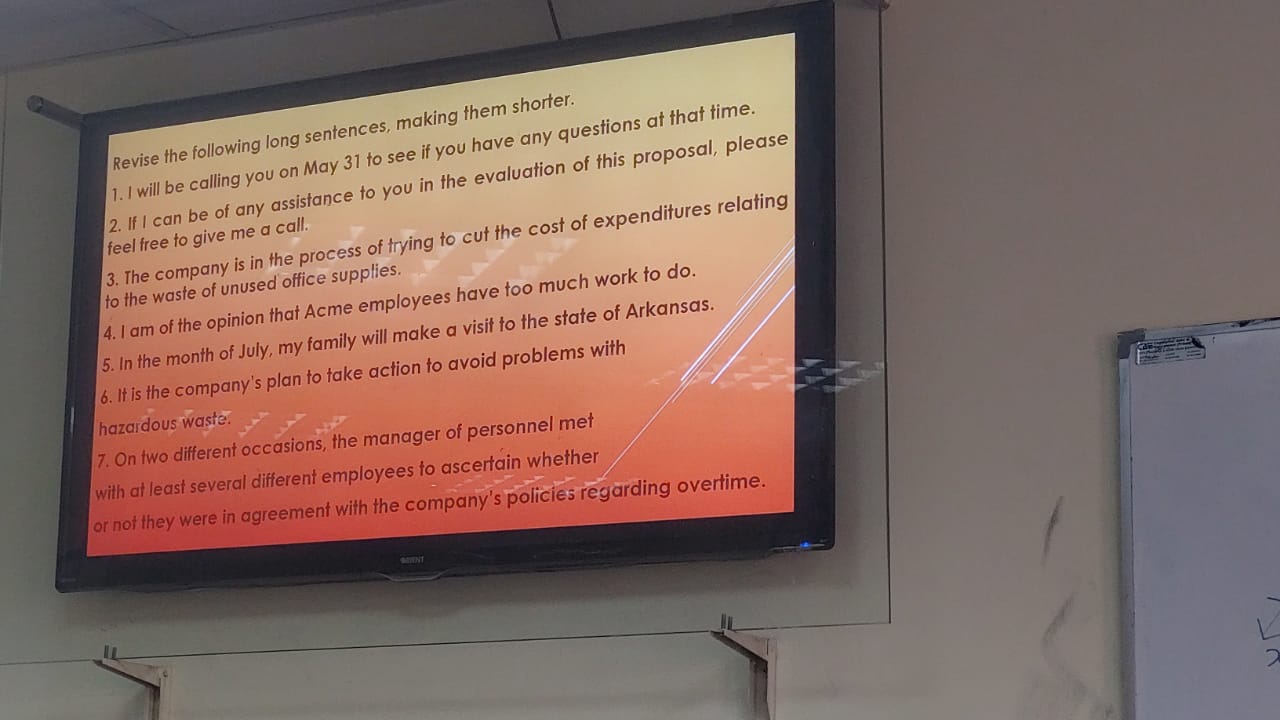 Revise the following long sentences, making them shorter.
1. I will be calling you on May 31 to see if you have any questions at that time.
2. If I can be of any assistance to you in the evaluation of this proposal, please
feel free to give me a call.
3. The company is in the process of trying to cut the cost of expenditures relating
to the waste of unused office supplies.
4. I am of the opinion that Acme employees have too much work to do.
5. In the month of July, my family will make a visit to the state of Arkansas.
6. It is the company's plan to take action to avoid problems with
hazardous waste.
7. On two different occasions, the manager of personnel met
with at least several different employees to ascertain whether
or not they were in agreement with the company's policies regarding overtime.